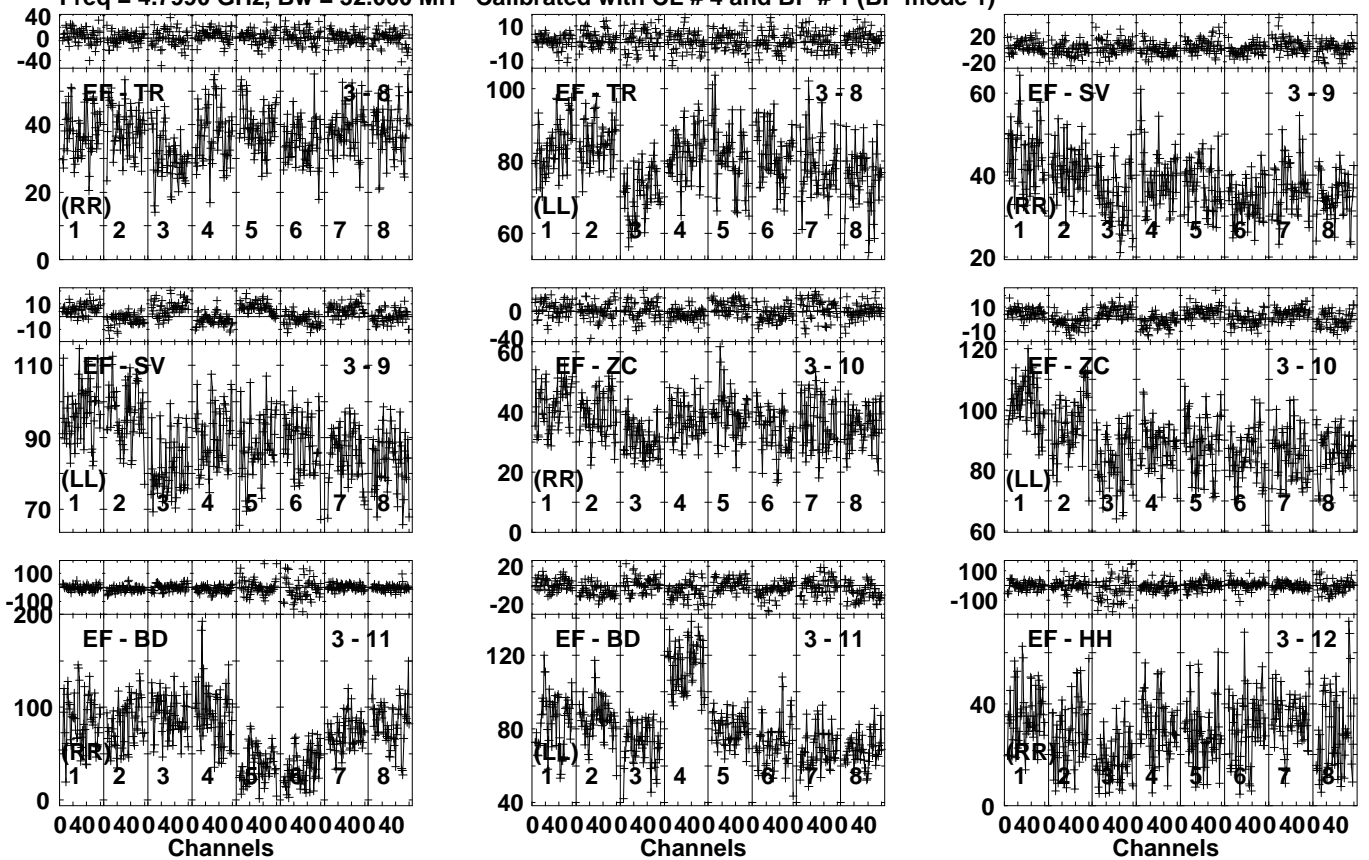 Freq = 4.7990 GHz, Bw = 32.000 MH Calibrated with CL # 4 and BP # 1 (BP mode 1)
40 0 -40
EF - TR 3 - 8
40 20 0
(RR)
1 2 3 4 5 6 7 8
10 -10
EF - TR 3 - 8
100 80 60
(LL)
1 2 3 4 5 6 7 8
20 -20
EF - SV 3 - 9
60 40 20
(RR)
1 2 3 4 5 6 7 8
10 -10
EF - SV 3 - 9
110 90 70
(LL)
1 2 3 4 5 6 7 8
0 -40
EF - ZC 3 - 10
60 40 20 0
(RR)
1 2 3 4 5 6 7 8
10 -10
EF - ZC 3 - 10
120 100 80 60
(LL)
1 2 3 4 5 6 7 8
100 -100 -200
EF - BD 3 - 11
200 100 0
(RR)
1 2 3 4 5 6 7 8
0 40 0 40 0 40 0 40 0 40 0 40 0 40 0 40
Channels
20 -20
EF - BD 3 - 11
120 80 40
(LL)
1 2 3 4 5 6 7 8
0 40 0 40 0 40 0 40 0 40 0 40 0 40 0 40
Channels
100 -100
EF - HH 3 - 12
40 0
(RR)
1 2 3 4 5 6 7 8
0 40 0 40 0 40 0 40 0 40 0 40 0 40 0 40
Channels